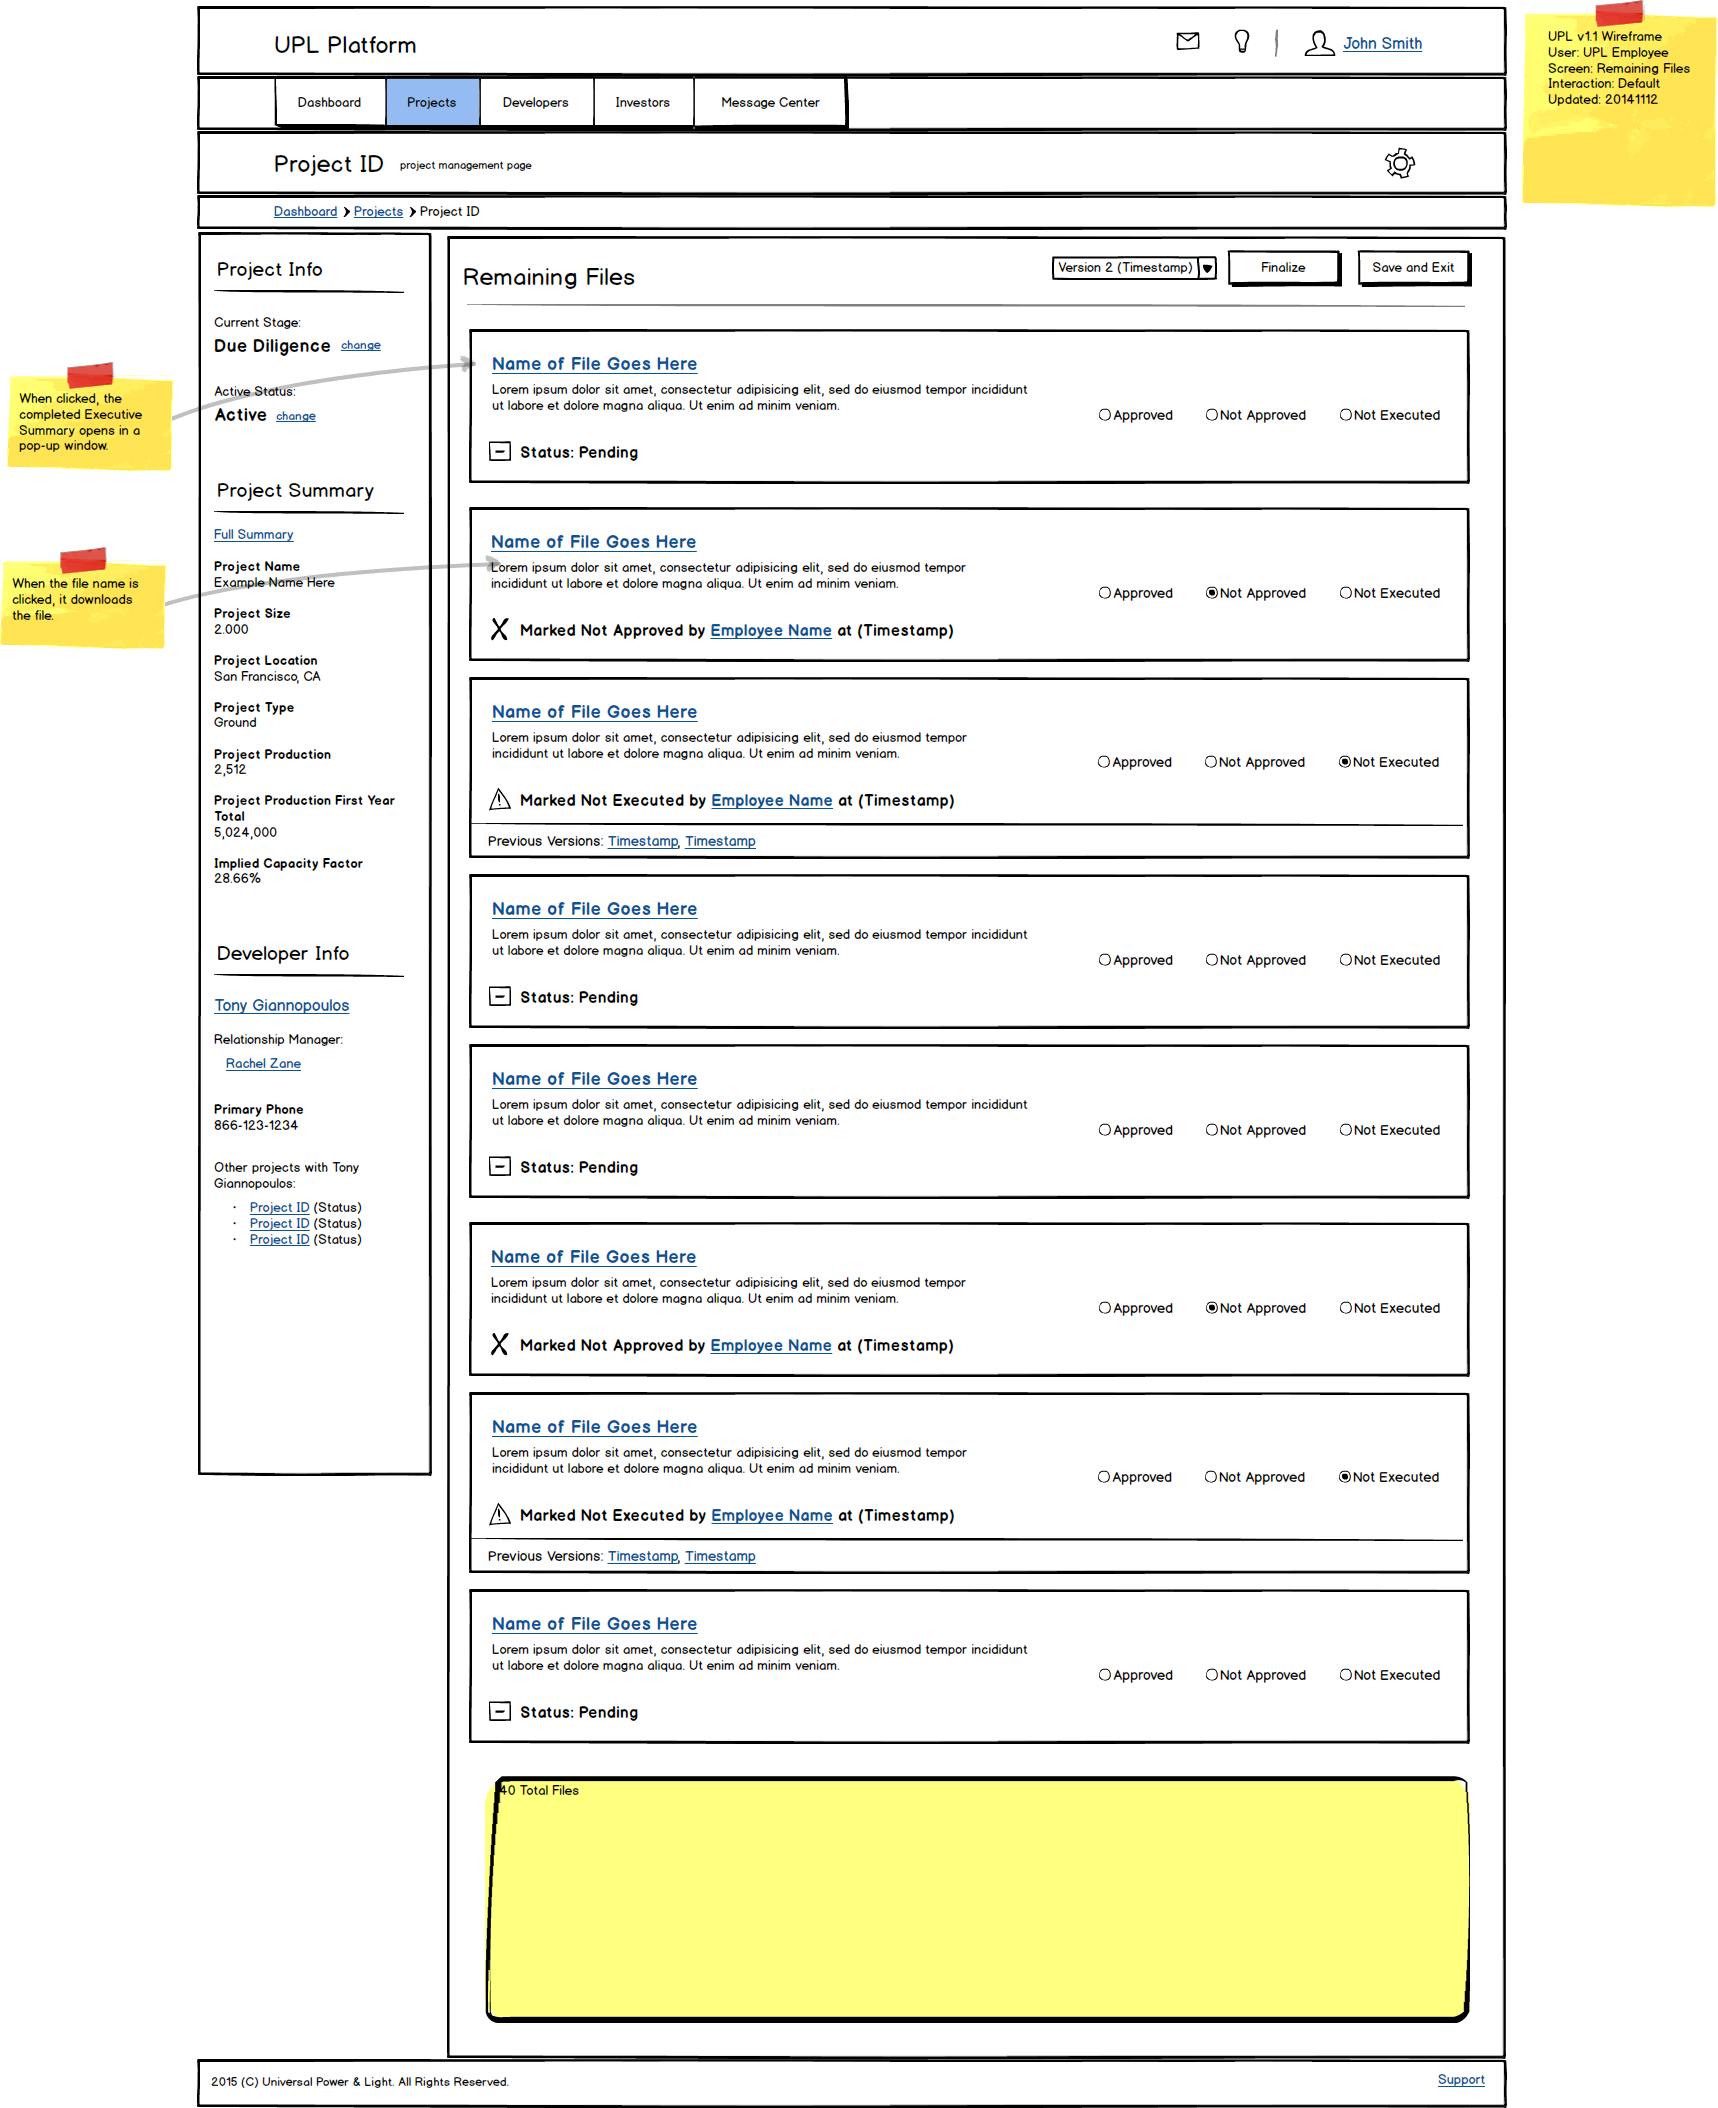 UPL Platform
John Smith
UPL v1.1 Wireframe
User: UPL Employee
Screen: Remaining Files
Interaction: Default
Updated: 20141112
Dashboard Projects Developers Investors Message Center
Project ID project management page
Dashboard > Projects > Project ID
Project Info
Current Stage:
Due Diligence change
Active Status:
Active change
When clicked, the
completed Executive
Summary opens in a
pop-up window.
Project Summary
Full Summary
Project Name
Example Name Here
When the file name is
clicked, it downloads
the file.
Project Size
2.000
Project Location
San Francisco, CA
Project Type
Ground
Project Production
2,512
Project Production First Year
Total
5,024,000
Implied Capacity Factor
28.66%
Developer Info
Tony Giannopoulos
Relationship Manager:
Rachel Zane
Primary Phone
866-123-1234
Other projects with Tony
Giannopoulos:
· Project ID (Status)
· Project ID (Status)
· Project ID (Status)
Remaining Files
Version 2 (Timestamp) Finalize Save and Exit
Name of File Goes Here
Lorem ipsum dolor sit amet, consectetur adipisicing elit, sed do eiusmod tempor incididunt
ut labore et dolore magna aliqua. Ut enim ad minim veniam.
Approved Not Approved Not Executed
Status: Pending
Name of File Goes Here
Lorem ipsum dolor sit amet, consectetur adipisicing elit, sed do eiusmod tempor
incididunt ut labore et dolore magna aliqua. Ut enim ad minim veniam.
Approved Not Approved Not Executed
Marked Not Approved by Employee Name at (Timestamp)
Name of File Goes Here
Lorem ipsum dolor sit amet, consectetur adipisicing elit, sed do eiusmod tempor
incididunt ut labore et dolore magna aliqua. Ut enim ad minim veniam.
Approved Not Approved Not Executed
Marked Not Executed by Employee Name at (Timestamp)
Previous Versions: Timestamp, Timestamp
Name of File Goes Here
Lorem ipsum dolor sit amet, consectetur adipisicing elit, sed do eiusmod tempor incididunt
ut labore et dolore magna aliqua. Ut enim ad minim veniam.
Approved Not Approved Not Executed
Status: Pending
Name of File Goes Here
Lorem ipsum dolor sit amet, consectetur adipisicing elit, sed do eiusmod tempor incididunt
ut labore et dolore magna aliqua. Ut enim ad minim veniam.
Approved Not Approved Not Executed
Status: Pending
Name of File Goes Here
Lorem ipsum dolor sit amet, consectetur adipisicing elit, sed do eiusmod tempor
incididunt ut labore et dolore magna aliqua. Ut enim ad minim veniam.
Approved Not Approved Not Executed
Marked Not Approved by Employee Name at (Timestamp)
Name of File Goes Here
Lorem ipsum dolor sit amet, consectetur adipisicing elit, sed do eiusmod tempor
incididunt ut labore et dolore magna aliqua. Ut enim ad minim veniam.
Approved Not Approved Not Executed
Marked Not Executed by Employee Name at (Timestamp)
Previous Versions: Timestamp, Timestamp
Name of File Goes Here
Lorem ipsum dolor sit amet, consectetur adipisicing elit, sed do eiusmod tempor incididunt
ut labore et dolore magna aliqua. Ut enim ad minim veniam.
Approved Not Approved Not Executed
Status: Pending
40 Total Files
2015 (C) Universal Power & Light. All Rights Reserved.
Support